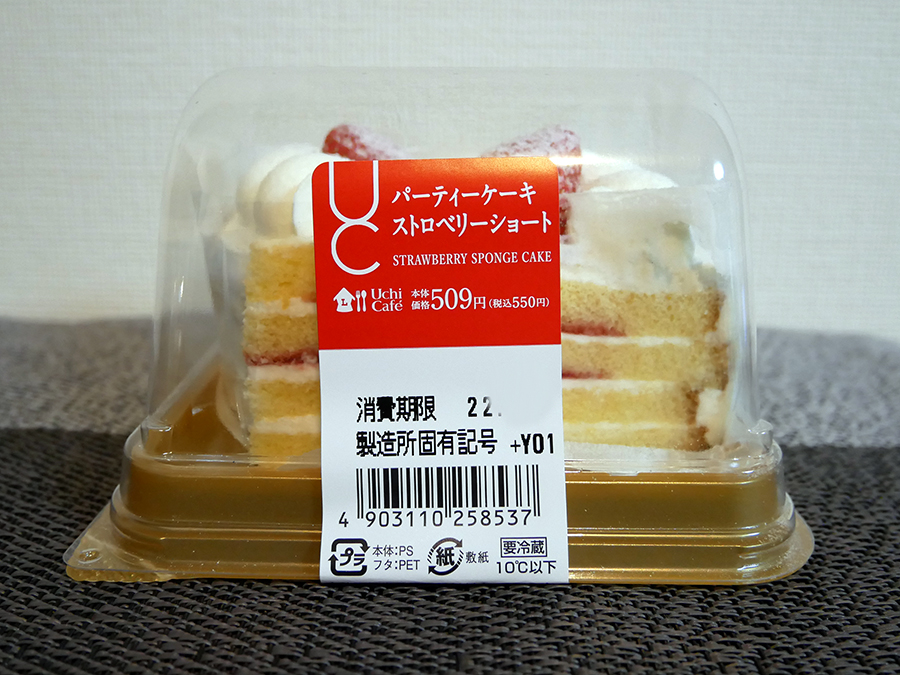 UC
パーティーケーキ
ストロベリーショート
STRAWBERRY SPONGE CAKE
L Uchi Café 本体価格509円(税込550円)
消費期限 22.
製造所固有記号 +Y01
4 903110 258537
プラ 本体:PS フタ:PET 紙 敷紙 要冷蔵 10℃以下